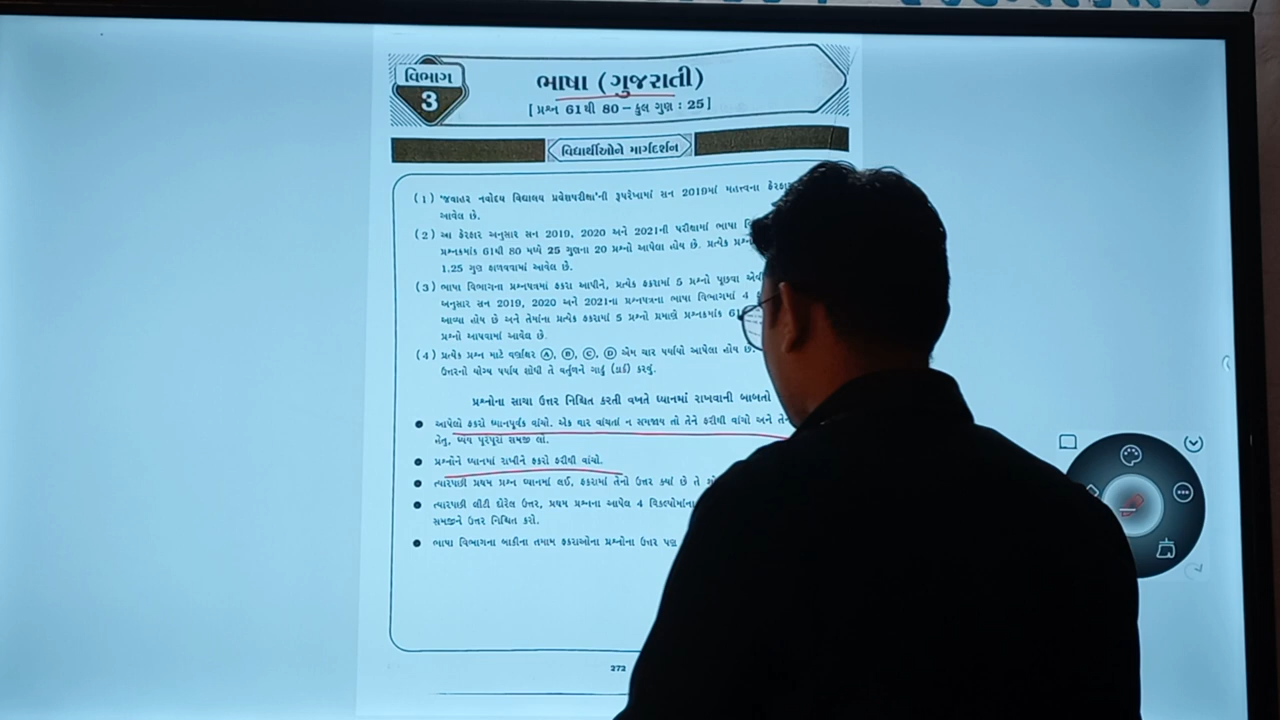 વિભાગ
3
ભાષા (ગુજરાતી)
[ પ્રશ્ન 61થી 80 – કુલ ગુણ : 25 ]
વિદ્યાર્થીઓને માર્ગદર્શન
(1) 'જવાહર નવોદય વિદ્યાલય પ્રવેશપરીક્ષા'ની રૂપરેખામાં સન 2019માં મહત્ત્વના
આવેલ છે.
(2) આ ફેરફાર અનુસાર સન 2019, 2020 અને 2021ની પરીક્ષામાં ભાષા
પ્રશ્નક્રમાંક 61થી 80 મધ્યે 25 ગુણના 20 પ્રશ્નો આપેલા હોય છે. પ્રત્યેક
1.25 ગુણ ફાળવવામાં આવેલ છે.
(3) ભાષા વિભાગના પ્રશ્નપત્રમાં ફકરા આપીને, પ્રત્યેક ફકરામાં 5 પ્રશ્નો પૂછવા
અનુસાર સન 2019, 2020 અને 2021ના પ્રશ્નપત્રના ભાષા વિભાગમાં 4
આવ્યા હોય છે અને તેમાંના પ્રત્યેક ફકરામાં 5 પ્રશ્નો પ્રમાણે પ્રશ્નક્રમાંક
પ્રશ્નો આપવામાં આવેલ છે.
(4) પ્રત્યેક પ્રશ્ન માટે વર્ણાક્ષર Ⓐ, Ⓑ, Ⓒ, Ⓓ એમ ચાર પર્યાયો આપેલા હોય છે.
ઉત્તરનો યોગ્ય પર્યાય શોધી તે વર્તુળને ગાઢું (ડાર્ક) કરવું.
પ્રશ્નોના સાચા ઉત્તર નિશ્ચિત કરતી વખતે ધ્યાનમાં રાખવાની બાબતો
● આપેલો ફકરો ધ્યાનપૂર્વક વાંચો. એક વાર વાંચતાં ન સમજાય તો તેને ફરીથી વાંચો અને
હેતુ, ધ્યેય પૂરેપૂરાં સમજી લો.
● પ્રશ્નોને ધ્યાનમાં રાખીને ફકરો ફરીથી વાંચો.
● ત્યારપછી પ્રથમ પ્રશ્ન ધ્યાનમાં લઈ, ફકરામાં તેનો ઉત્તર ક્યાં છે તે
● ત્યારપછી લીટી દોરેલ ઉત્તર, પ્રથમ પ્રશ્નના આપેલ 4 વિકલ્પોમાંના
સમજીને ઉત્તર નિશ્ચિત કરો.
● ભાષા વિભાગના બાકીના તમામ ફકરાઓના પ્રશ્નોના ઉત્તર પણ
272